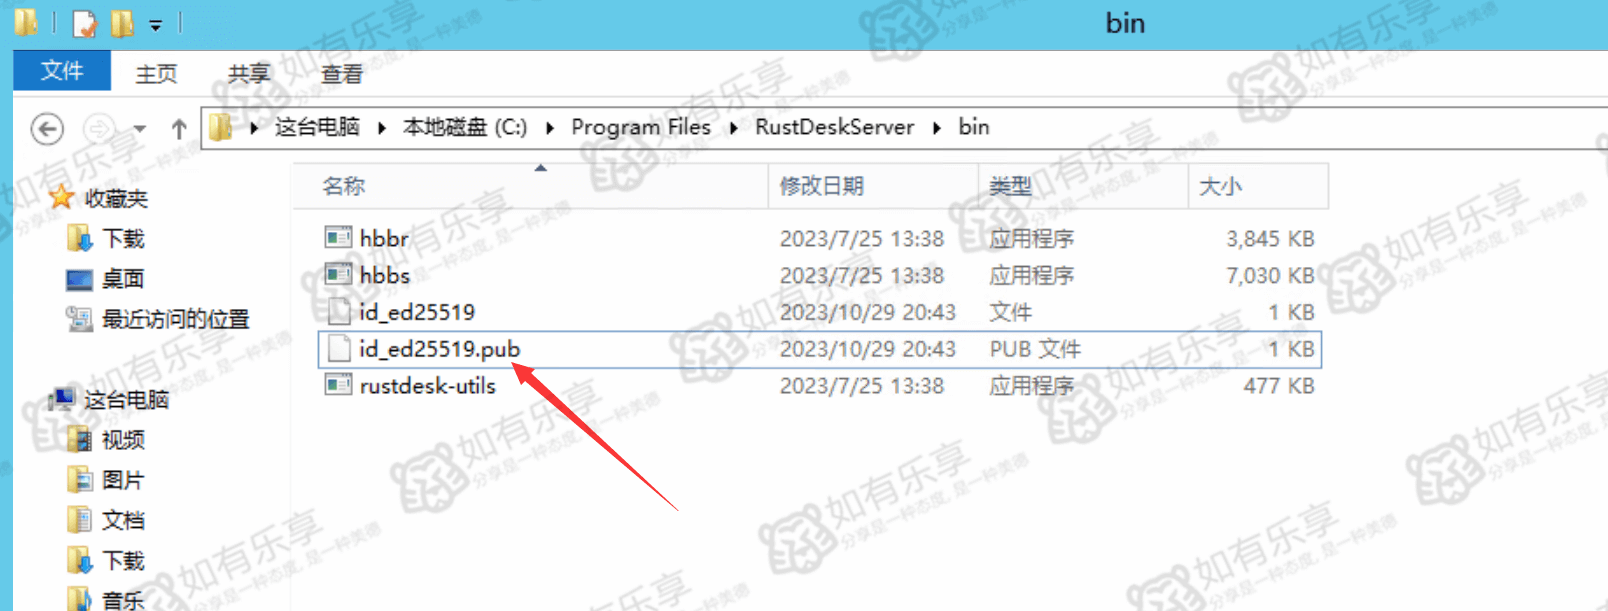 bin
文件 主页 共享 查看
这台电脑 本地磁盘 (C:) Program Files RustDeskServer bin
名称 修改日期 类型 大小
收藏夹
下载
桌面
最近访问的位置
这台电脑
视频
图片
文档
下载
音乐
hbbr 2023/7/25 13:38 应用程序 3,845 KB
hbbs 2023/7/25 13:38 应用程序 7,030 KB
id_ed25519 2023/10/29 20:43 文件 1 KB
id_ed25519.pub 2023/10/29 20:43 PUB 文件 1 KB
rustdesk-utils 2023/7/25 13:38 应用程序 477 KB
如有乐享
分享是一种态度, 是一种美德